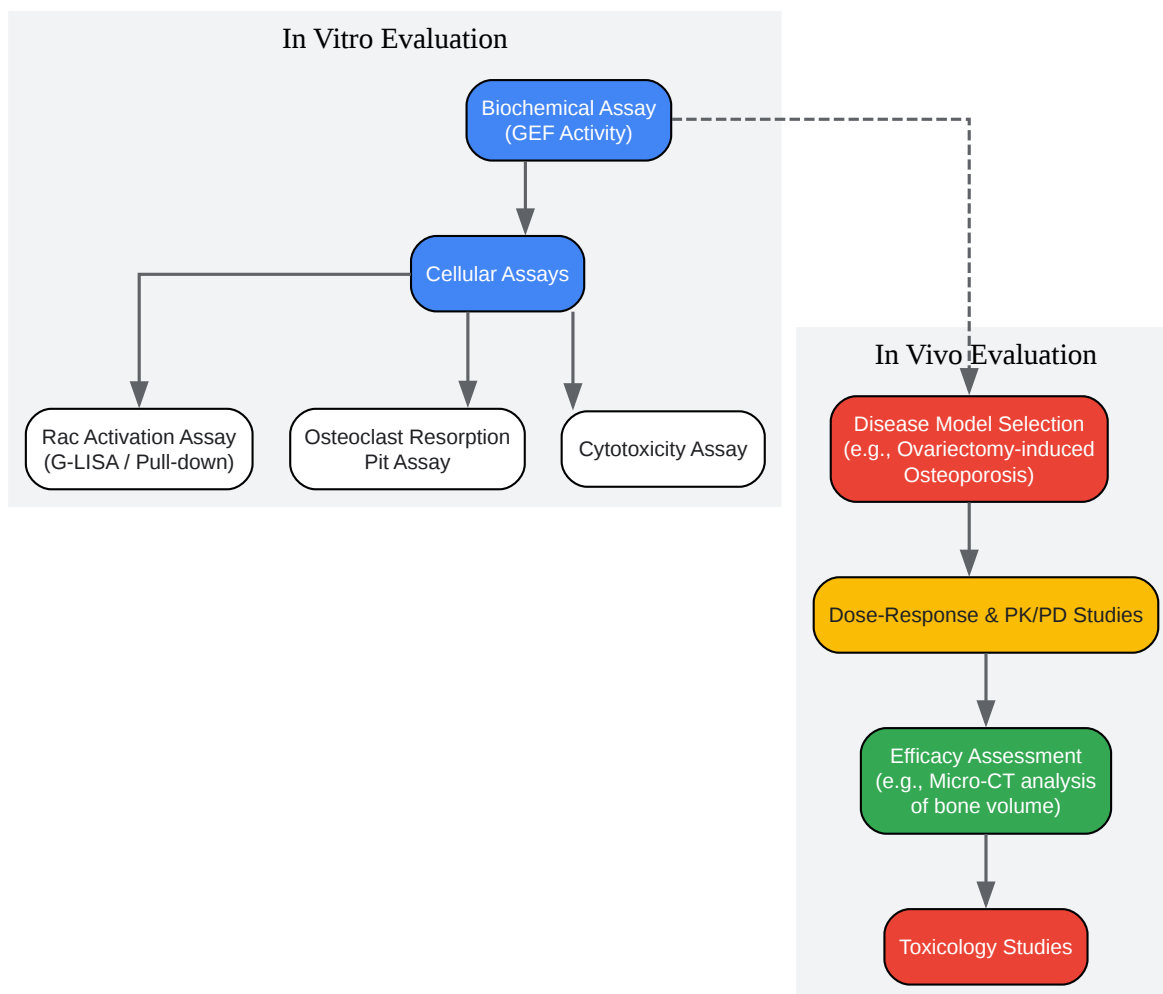 In Vitro Evaluation
Biochemical Assay
(GEF Activity)
Cellular Assays
Rac Activation Assay
(G-LISA / Pull-down)
Osteoclast Resorption
Pit Assay
Cytotoxicity Assay
In Vivo Evaluation
Disease Model Selection
(e.g., Ovariectomy-induced
Osteoporosis)
Dose-Response & PK/PD Studies
Efficacy Assessment
(e.g., Micro-CT analysis
of bone volume)
Toxicology Studies